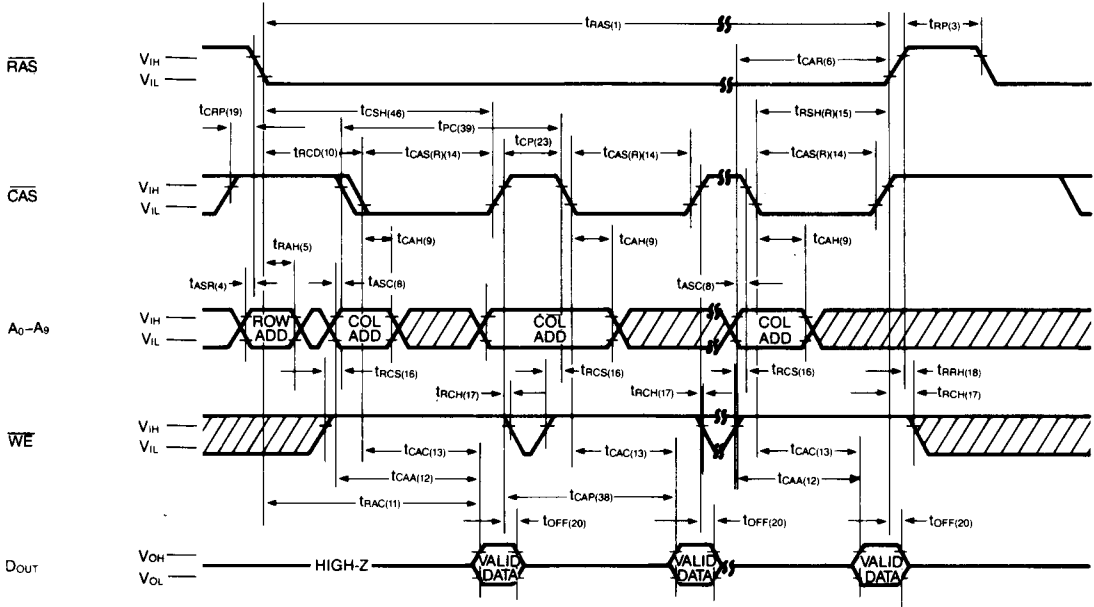 tRAS(1)
tRP(3)
RAS
VIH
VIL
tCAR(6)
tCRP(19)
tCSH(46)
tPC(39)
tRSH(R)(15)
tRCD(10)
tCAS(R)(14)
tCP(23)
tCAS(R)(14)
tCAS(R)(14)
CAS
VIH
VIL
tRAH(5)
tCAH(9)
tCAH(9)
tCAH(9)
tASR(4)
tASC(8)
tASC(8)
A0–A9
VIH
VIL
ROW
ADD
COL
ADD
COL
ADD
COL
ADD
tRCS(16)
tRCS(16)
tRCS(16)
tRRH(18)
tRCH(17)
tRCH(17)
tRCH(17)
WE
VIH
VIL
tCAC(13)
tCAC(13)
tCAC(13)
tCAA(12)
tCAA(12)
tRAC(11)
tCAP(38)
tOFF(20)
tOFF(20)
tOFF(20)
DOUT
VOH
VOL
HIGH-Z
VALID
DATA
VALID
DATA
VALID
DATA